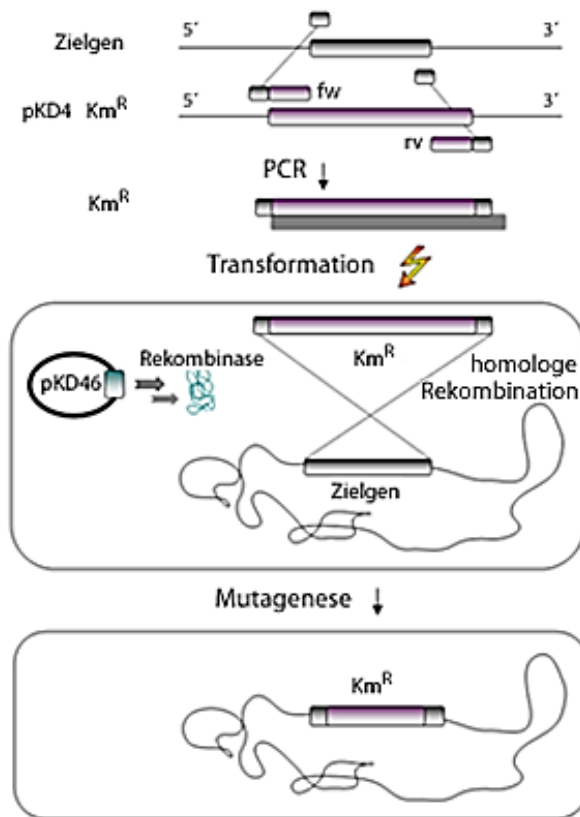 5´ 3´
Zielgen
fw
5´ 3´
pKD4 Km^R
rv
PCR
Km^R
Transformation
Km^R
pKD46 Rekombinase
homologe
Rekombination
Zielgen
Mutagenese
Km^R